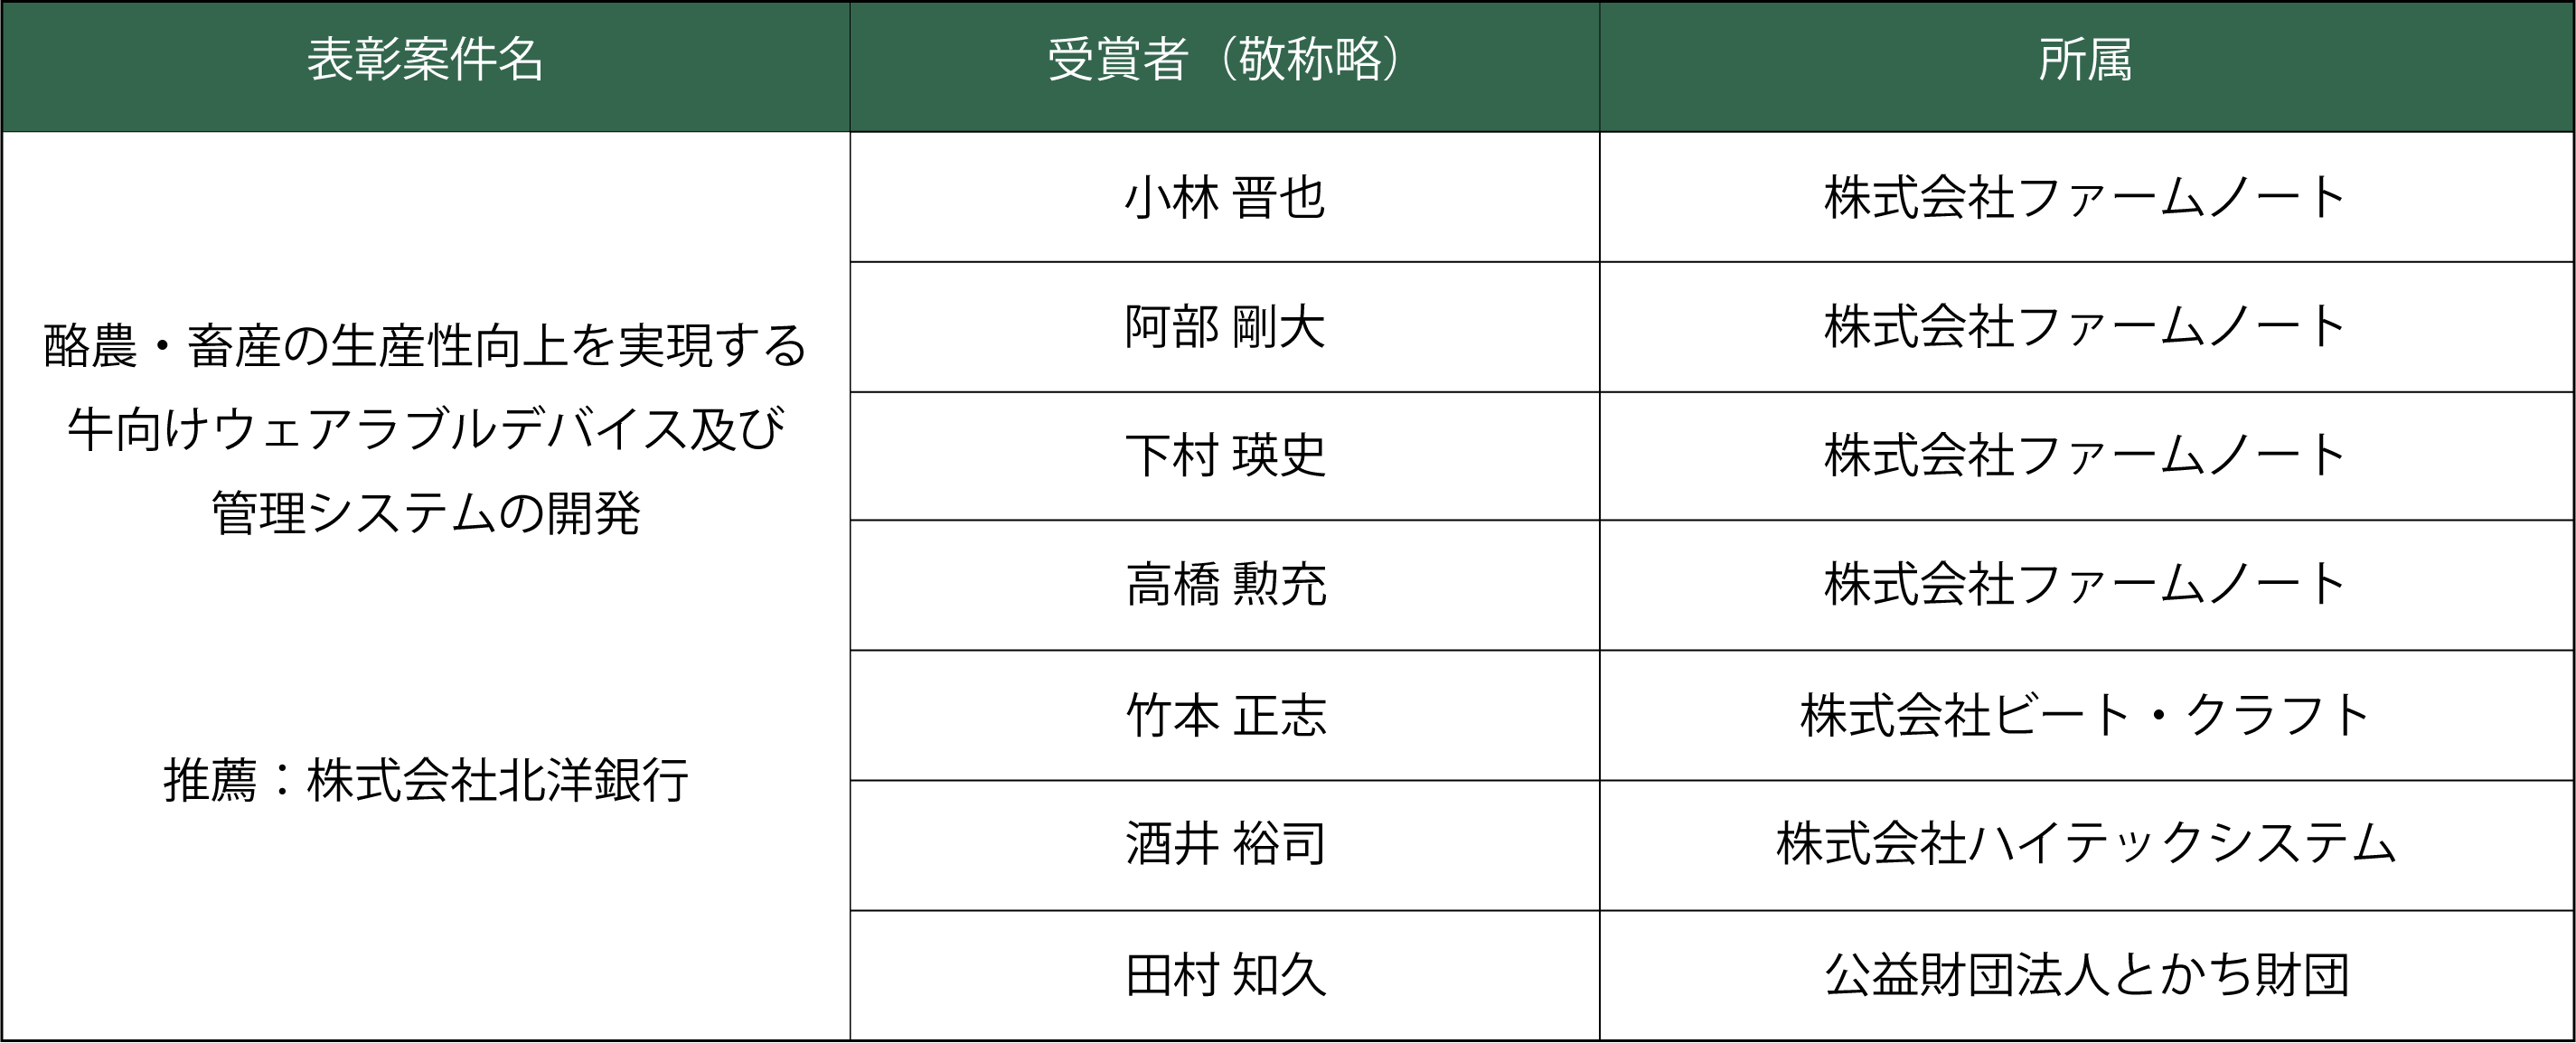 表彰案件名
受賞者（敬称略）
所属
略農・畜産の生産性向上を実現する
牛向けウェアラブルデバイス及び
管理システムの開発
推薦：株式会社北洋銀行
小林 晋也
株式会社ファームノート
阿部 剛大
株式会社ファームノート
下村 瑛史
株式会社ファームノート
高橋 勲充
株式会社ファームノート
竹本 正志
株式会社ビート・クラフト
酒井 裕司
株式会社ハイテックシステム
田村 知久
公益財団法人とかち財団